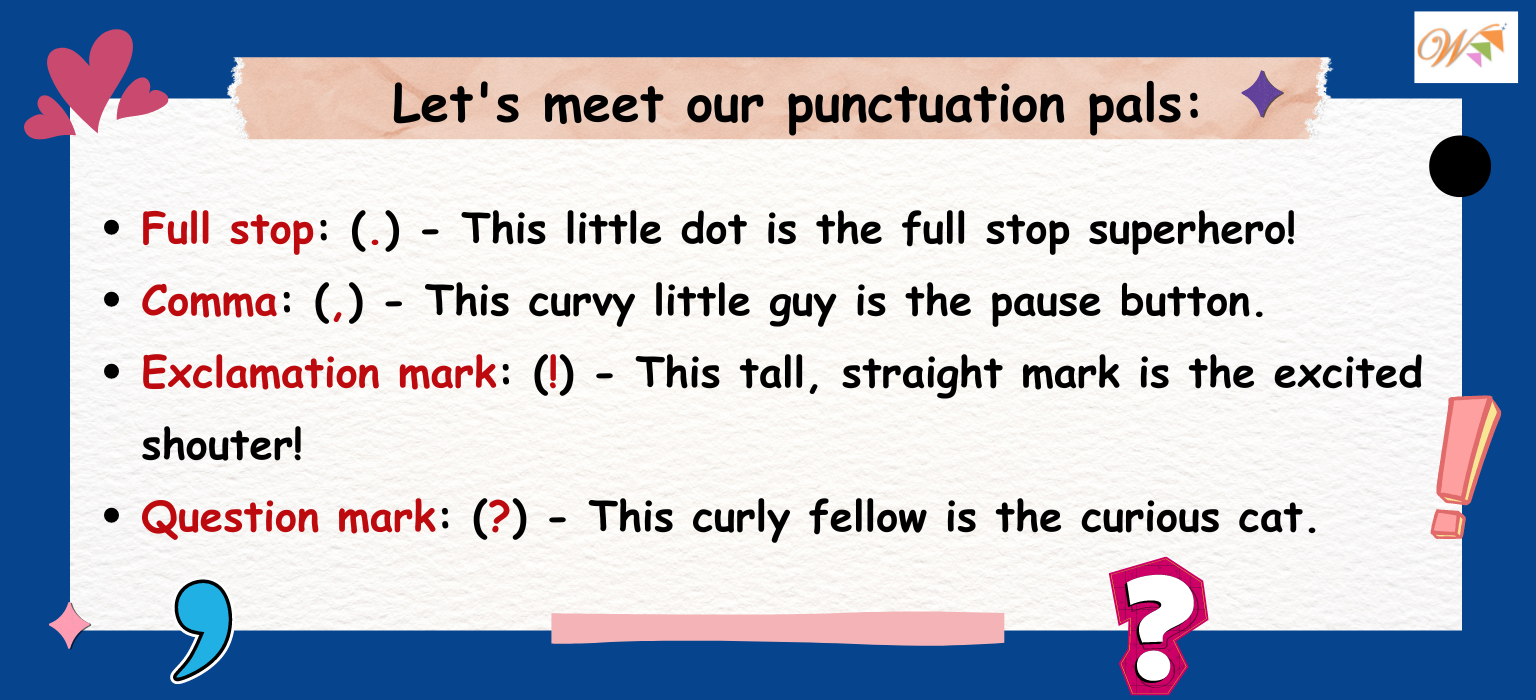 W
Let's meet our punctuation pals:
• Full stop: (.) - This little dot is the full stop superhero!
• Comma: (,) - This curvy little guy is the pause button.
• Exclamation mark: (!) - This tall, straight mark is the excited
shouter!
• Question mark: (?) - This curly fellow is the curious cat.
!
,
?